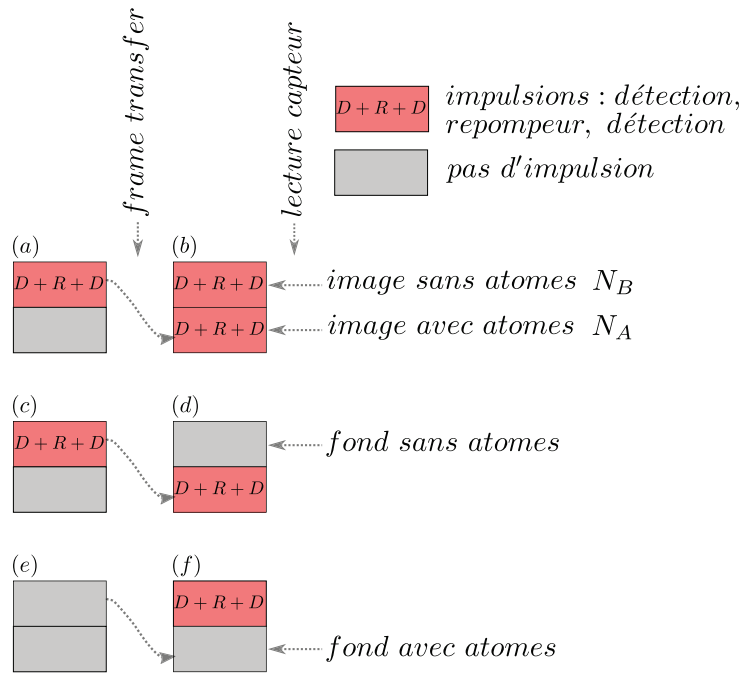 frame transfer
lecture capteur
D + R + D
impulsions : détection,
repompeur, détection
pas d'impulsion
(a)
(b)
D + R + D
D + R + D
image sans atomes N_B
D + R + D
image avec atomes N_A
(c)
(d)
D + R + D
fond sans atomes
D + R + D
(e)
(f)
D + R + D
fond avec atomes